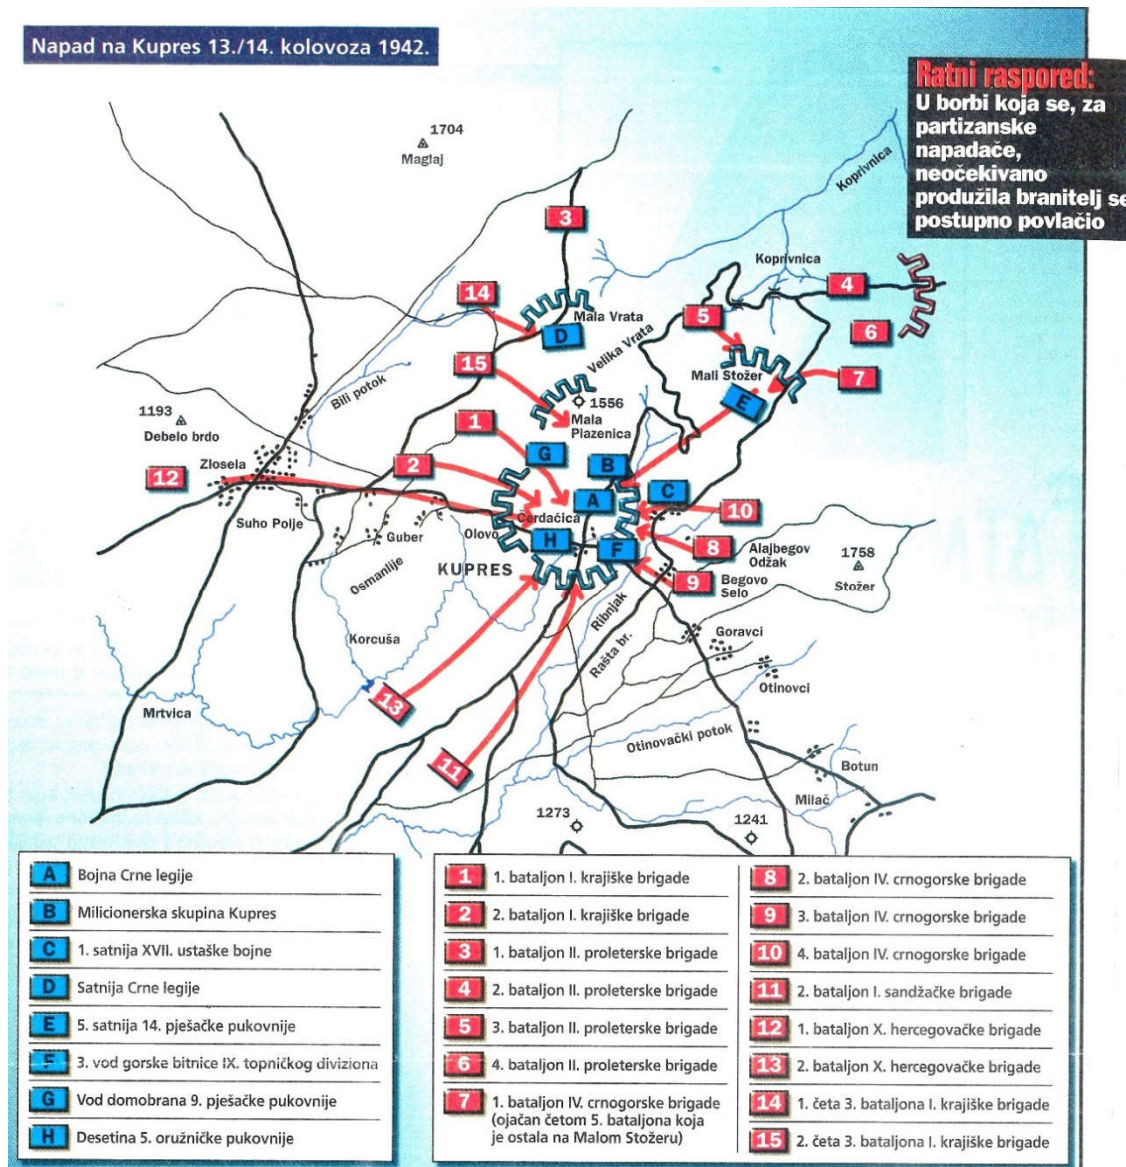 Napad na Kupres 13./14. kolovoza 1942.
Ratni raspored:
U borbi koja se, za
partizanske
napadače,
neočekivano
produžila branitelj se
postupno povlačio
1704
Maglaj
Koprivnica
3
Koprivnica
14
4
5
6
Mala Vrata
D
Velika Vrata
15
Mali Stožer
7
Bili potok
E
1193
Debelo brdo
1
1556
Mala
Plazenica
G
Zlosela
12
2
B
C
A
10
Suho Polje
Guber
Olovo
Čerdačica
H
F
8
Alajbegov
Odžak
1758
Stožer
Osmanlije
KUPRES
9
Begovo
Selo
Ribnjak
Korcuša
Rašta br.
Goravci
Otinovci
Mrtvica
13
11
Otinovački potok
Botun
Milač
1273
1241
A Bojna Crne legije
B Milicionerska skupina Kupres
C 1. satnija XVII. ustaške bojne
D Satnija Crne legije
E 5. satnija 14. pješačke pukovnije
F 3. vod gorske bitnice IX. topničkog diviziona
G Vod domobrana 9. pješačke pukovnije
H Desetina 5. oružničke pukovnije
1 1. bataljon I. krajiške brigade
2 2. bataljon I. krajiške brigade
3 1. bataljon II. proleterske brigade
4 2. bataljon II. proleterske brigade
5 3. bataljon II. proleterske brigade
6 4. bataljon II. proleterske brigade
7 1. bataljon IV. crnogorske brigade
(ojačan četom 5. bataljona koja
je ostala na Malom Stožeru)
8 2. bataljon IV. crnogorske brigade
9 3. bataljon IV. crnogorske brigade
10 4. bataljon IV. crnogorske brigade
11 2. bataljon I. sandžačke brigade
12 1. bataljon X. hercegovačke brigade
13 2. bataljon X. hercegovačke brigade
14 1. četa 3. bataljona I. krajiške brigade
15 2. četa 3. bataljona I. krajiške brigade